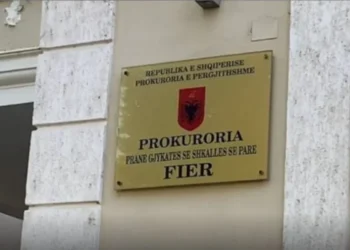 REPUBLIKA E SHQIPERISE
PROKURORIA E PERGJITHSHME
PROKURORIA
PRANE GJYKATES SE SHKALLES SE PARE
FIER